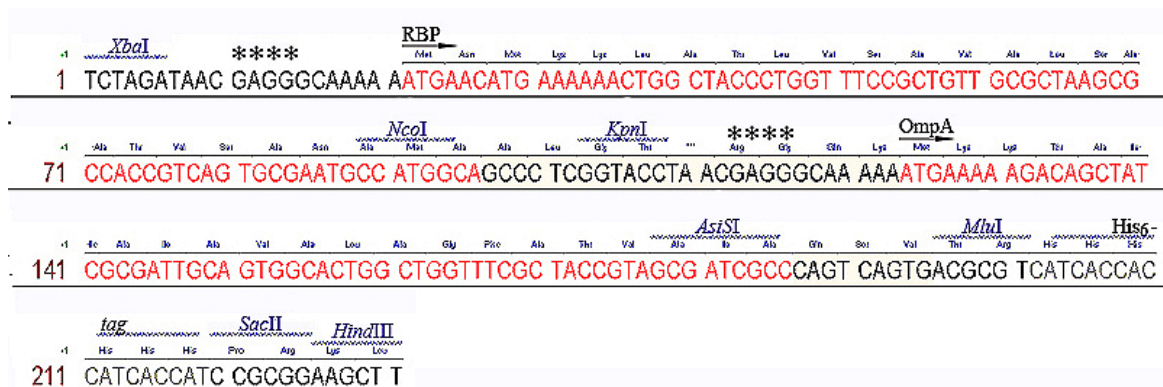 XbaI **** RBP
+1 Met Asn Met Lys Lys Leu Ala Thr Leu Val Ser Ala Val Ala Leu Ser Ala-
1 TCTAGATAAC GAGGGCAAAA AATGAACATG AAAAAACTGG CTACCCTGGT TTCCGCTGTT GCGCTAAGCG
NcoI KpnI **** OmpA
+1 -Ala Thr Val Ser Ala Asn Ala Met Ala Ala Leu Gly Thr *** Arg Gly Gln Lys Met Lys Lys Thr Ala Ile-
71 CCACCGTCAG TGCGAATGCC ATGGCAGCCC TCGGTACCTA ACGAGGGCAA AAAATGAAAA AGACAGCTAT
AsiSI MluI His6-
+1 -Ile Ala Ile Ala Val Ala Leu Ala Gly Phe Ala Thr Val Ala Ile Ala Gln Ser Val Thr Arg His His His
141 CGCGATTGCA GTGGCACTGG CTGGTTTCGC TACCGTAGCG ATCGCCCAGT CAGTGACGCG TCATCACCAC
tag SacII HindIII
+1 His His His Pro Arg Lys Leu
211 CATCACCATC CGCGGAAGCT T